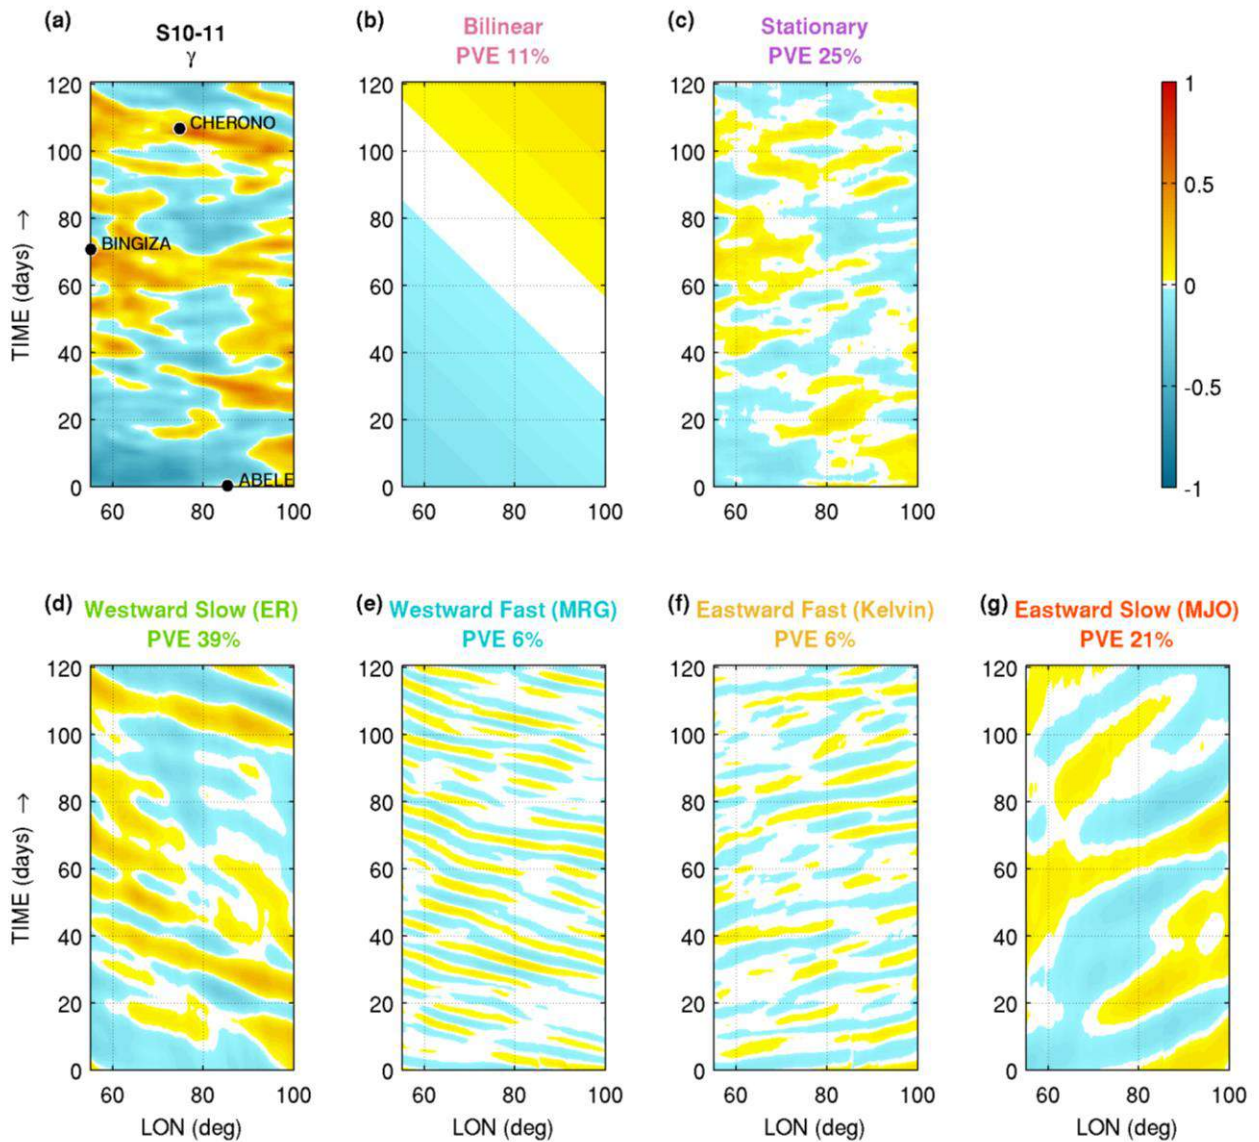 (a)
S10-11
γ
(b)
Bilinear
PVE 11%
(c)
Stationary
PVE 25%
TIME (days) →
120
100
80
60
40
20
0
60
80
100
CHERONO
BINGIZA
ABELE
120
100
80
60
40
20
0
60
80
100
120
100
80
60
40
20
0
60
80
100
1
0.5
0
-0.5
-1
(d)
Westward Slow (ER)
PVE 39%
(e)
Westward Fast (MRG)
PVE 6%
(f)
Eastward Fast (Kelvin)
PVE 6%
(g)
Eastward Slow (MJO)
PVE 21%
TIME (days) →
120
100
80
60
40
20
0
60
80
100
LON (deg)
120
100
80
60
40
20
0
60
80
100
LON (deg)
120
100
80
60
40
20
0
60
80
100
LON (deg)
120
100
80
60
40
20
0
60
80
100
LON (deg)